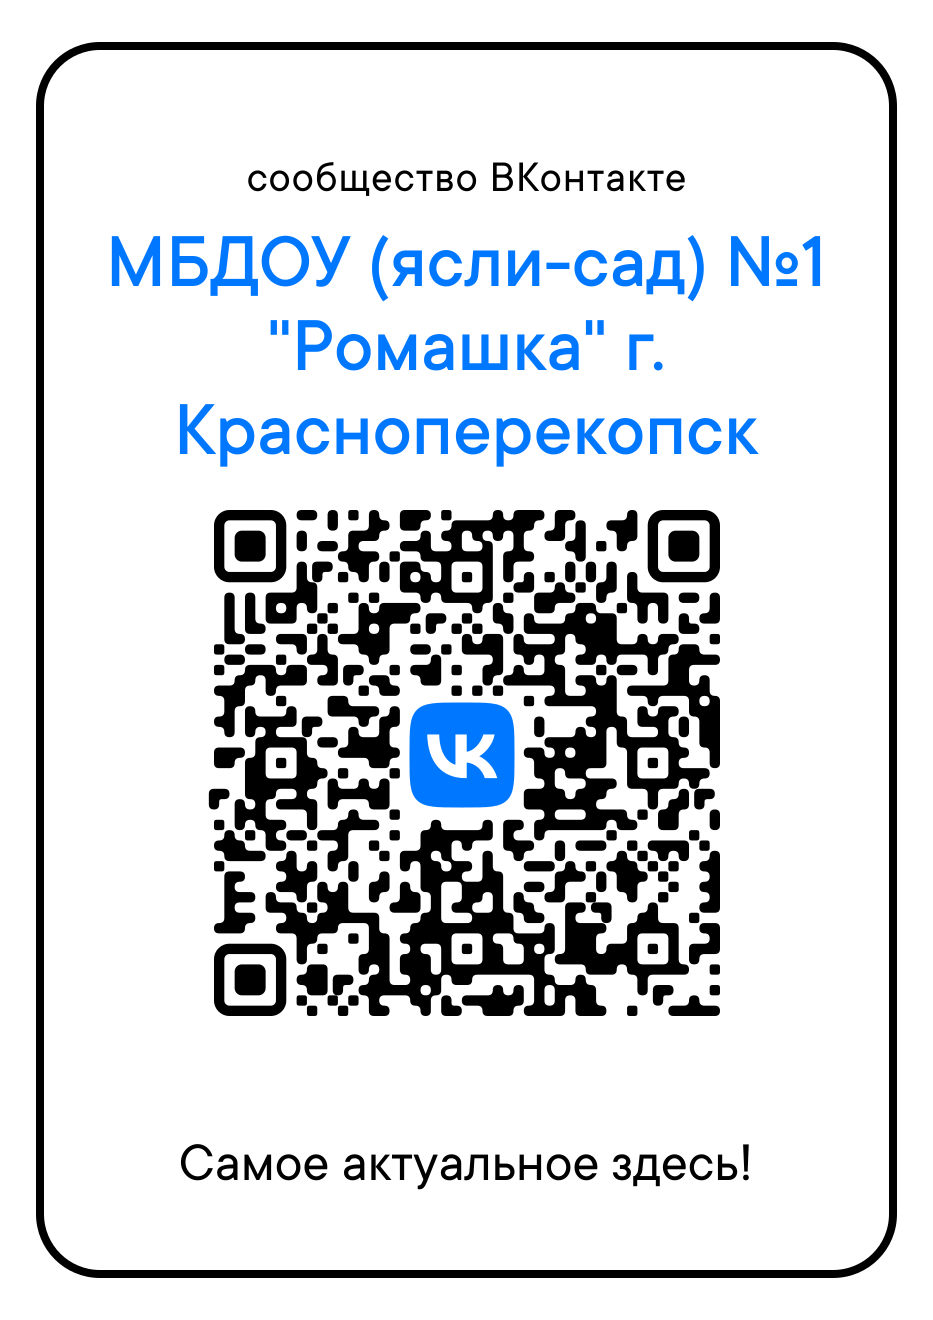 сообщество ВКонтакте
МБДОУ (ясли-сад) №1
"Ромашка" г.
Красноперекопск
Самое актуальное здесь!